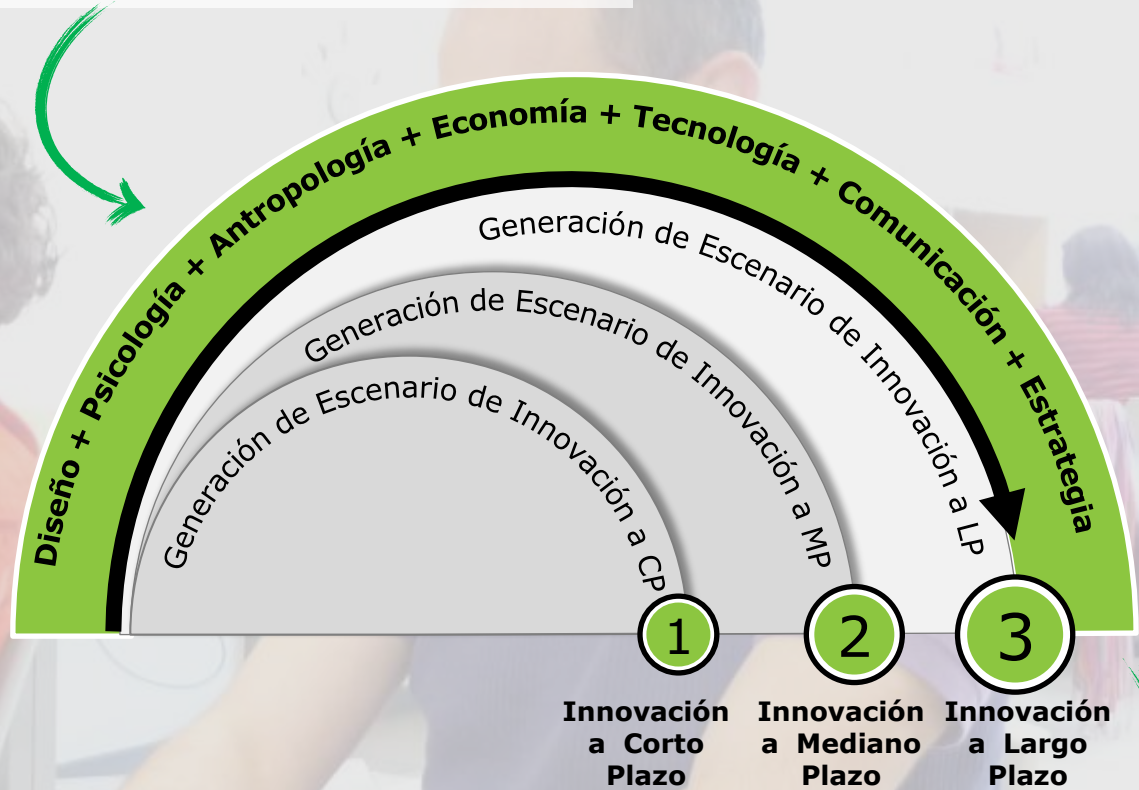 Diseño + Psicología + Antropología + Economía + Tecnología + Comunicación + Estrategia
Generación de Escenario de Innovación a LP
Generación de Escenario de Innovación a MP
Generación de Escenario de Innovación a CP
1
2
3
Innovación
a Corto
Plazo
Innovación
a Mediano
Plazo
Innovación
a Largo
Plazo